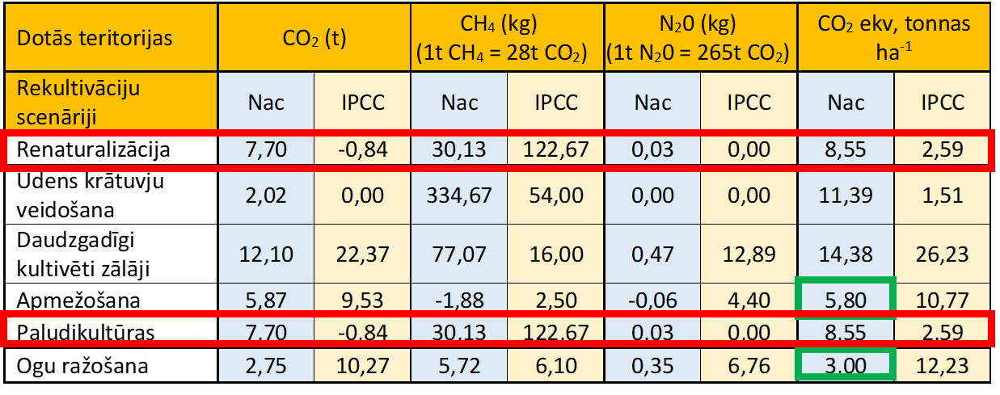 Dotās teritorijas CO₂ (t) CH₄ (kg) (1t CH₄ = 28t CO₂) N₂0 (kg) (1t N₂0 = 265t CO₂) CO₂ ekv, tonnas ha⁻¹
Rekultivāciju scenāriji Nac IPCC Nac IPCC Nac IPCC Nac IPCC
Renaturalizācija 7,70 -0,84 30,13 122,67 0,03 0,00 8,55 2,59
Ūdens krātuvju veidošana 2,02 0,00 334,67 54,00 0,00 0,00 11,39 1,51
Daudzgadīgi kultivēti zālāji 12,10 22,37 77,07 16,00 0,47 12,89 14,38 26,23
Apmežošana 5,87 9,53 -1,88 2,50 -0,06 4,40 5,80 10,77
Paludikultūras 7,70 -0,84 30,13 122,67 0,03 0,00 8,55 2,59
Ogu ražošana 2,75 10,27 5,72 6,10 0,35 6,76 3,00 12,23